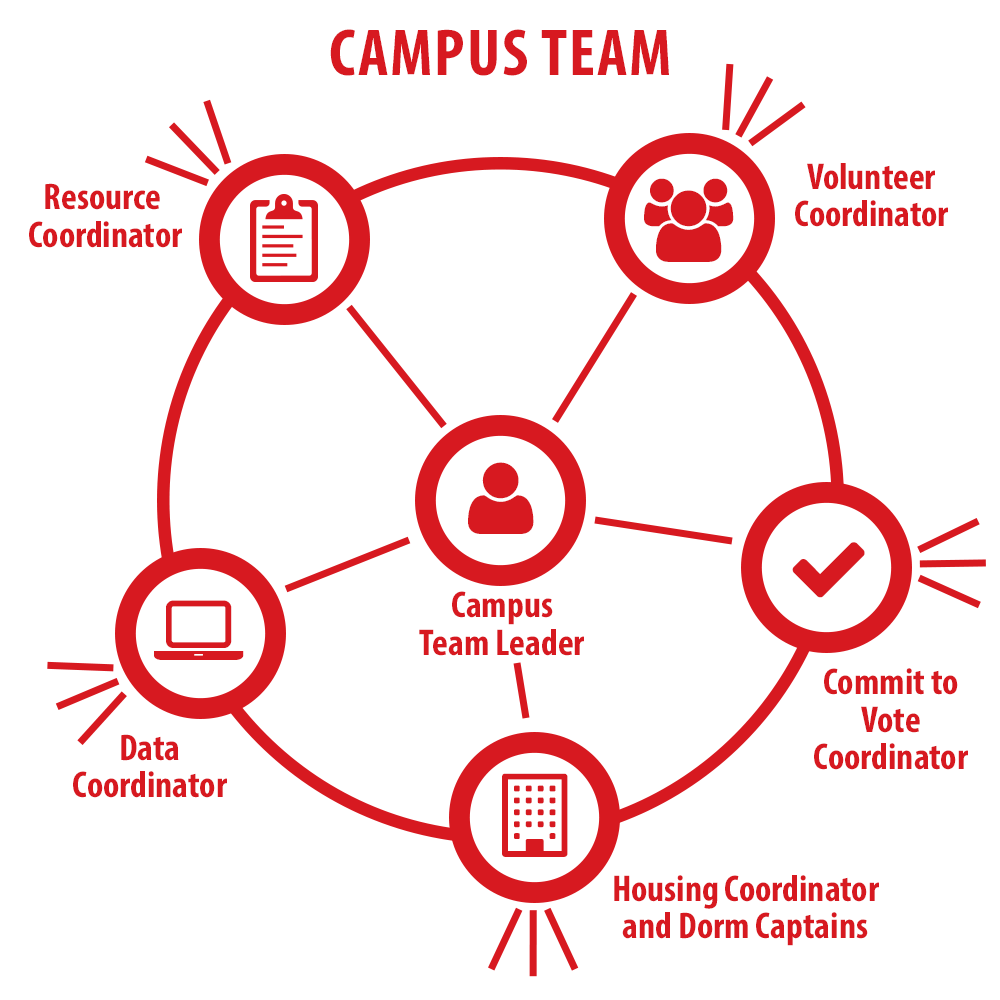 CAMPUS TEAM
Resource
Coordinator
Volunteer
Coordinator
Campus
Team Leader
Commit to
Vote
Coordinator
Data
Coordinator
Housing Coordinator
and Dorm Captains